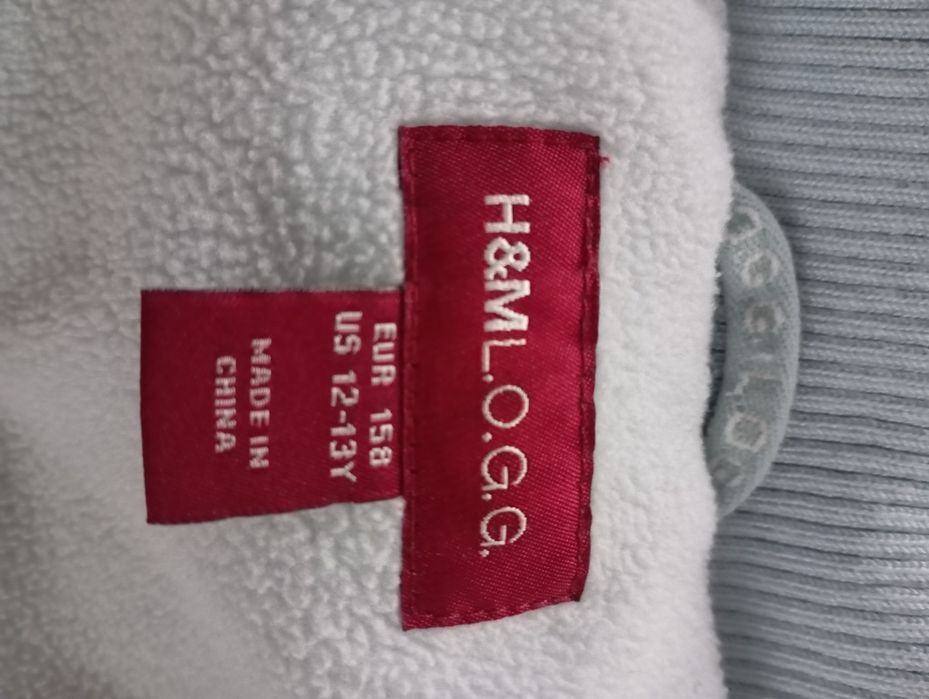 H&ML.O.G.G.
EUR 158
US 12-13Y
MADE IN
CHINA